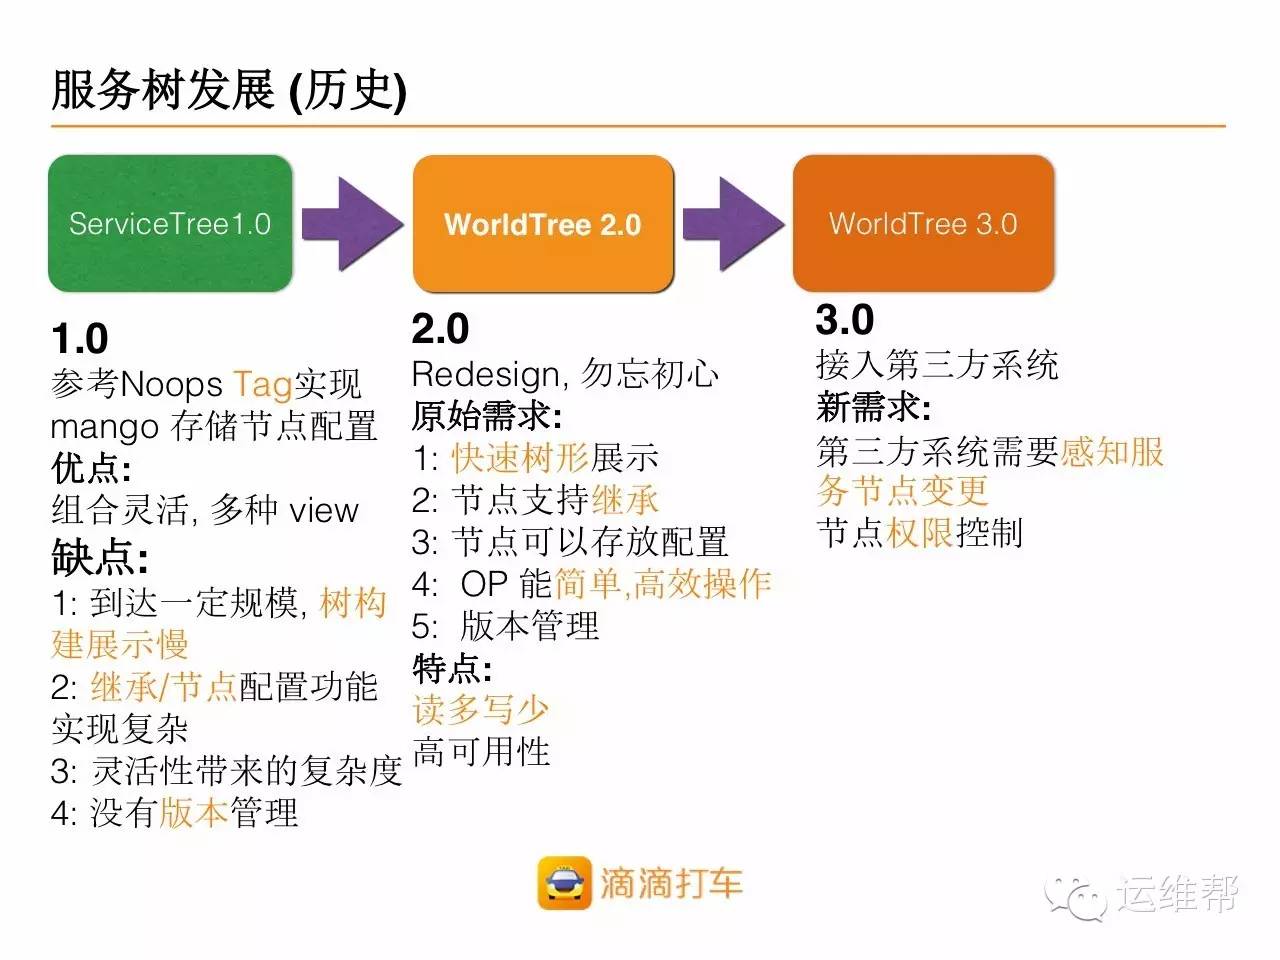 服务树发展 (历史)
ServiceTree1.0
WorldTree 2.0
WorldTree 3.0
1.0
参考Noops Tag实现
mango 存储节点配置
优点:
组合灵活, 多种 view
缺点:
1: 到达一定规模, 树构
建展示慢
2: 继承/节点配置功能
实现复杂
3: 灵活性带来的复杂度
4: 没有版本管理
2.0
Redesign, 勿忘初心
原始需求:
1: 快速树形展示
2: 节点支持继承
3: 节点可以存放配置
4: OP 能简单,高效操作
5: 版本管理
特点:
读多写少
高可用性
3.0
接入第三方系统
新需求:
第三方系统需要感知服
务节点变更
节点权限控制
滴滴打车
运维帮